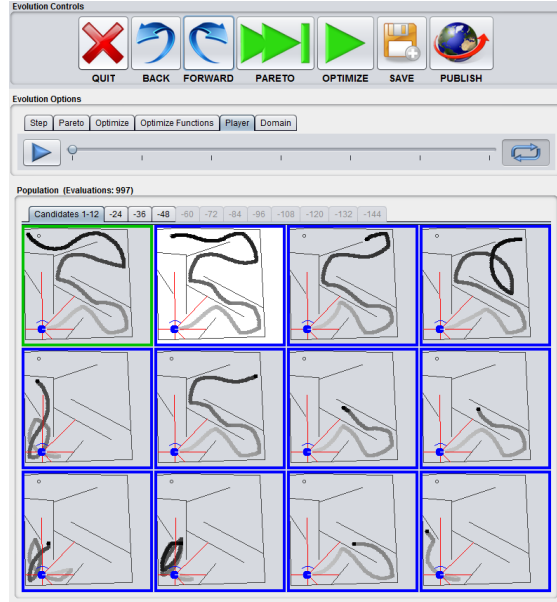 Evolution Controls
QUIT BACK FORWARD PARETO OPTIMIZE SAVE PUBLISH
Evolution Options
Step Pareto Optimize Optimize Functions Player Domain
Population (Evaluations: 997)
Candidates 1-12 -24 -36 -48 -60 -72 -84 -96 -108 -120 -132 -144